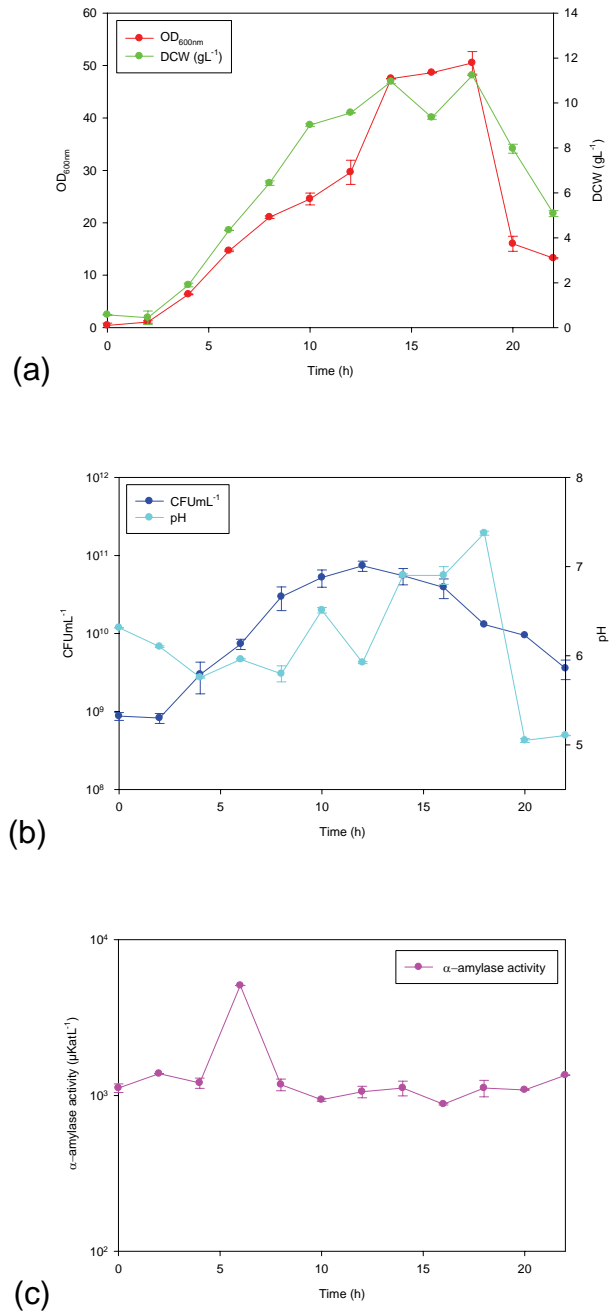 60
50
40
30
20
10
0
OD600nm
OD600nm
DCW (gL-1)
14
12
10
8
6
4
2
0
DCW (gL-1)
0 5 10 15 20
Time (h)
(a)
10^12
10^11
10^10
10^9
10^8
CFUmL-1
CFUmL-1
pH
8
7
6
5
pH
0 5 10 15 20
Time (h)
(b)
10^4
10^3
10^2
α-amylase activity (μKatL-1)
α-amylase activity
0 5 10 15 20
Time (h)
(c)